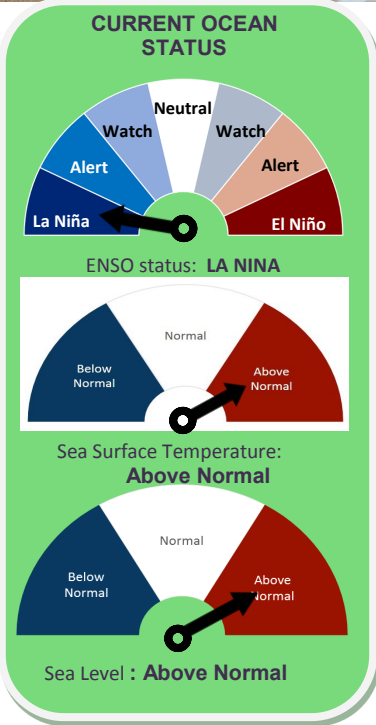 CURRENT OCEAN
STATUS
Neutral
Watch
Watch
Alert
Alert
La Niña
El Niño
ENSO status: LA NINA
Normal
Below
Normal
Above
Normal
Sea Surface Temperature:
Above Normal
Normal
Below
Normal
Above
Normal
Sea Level : Above Normal